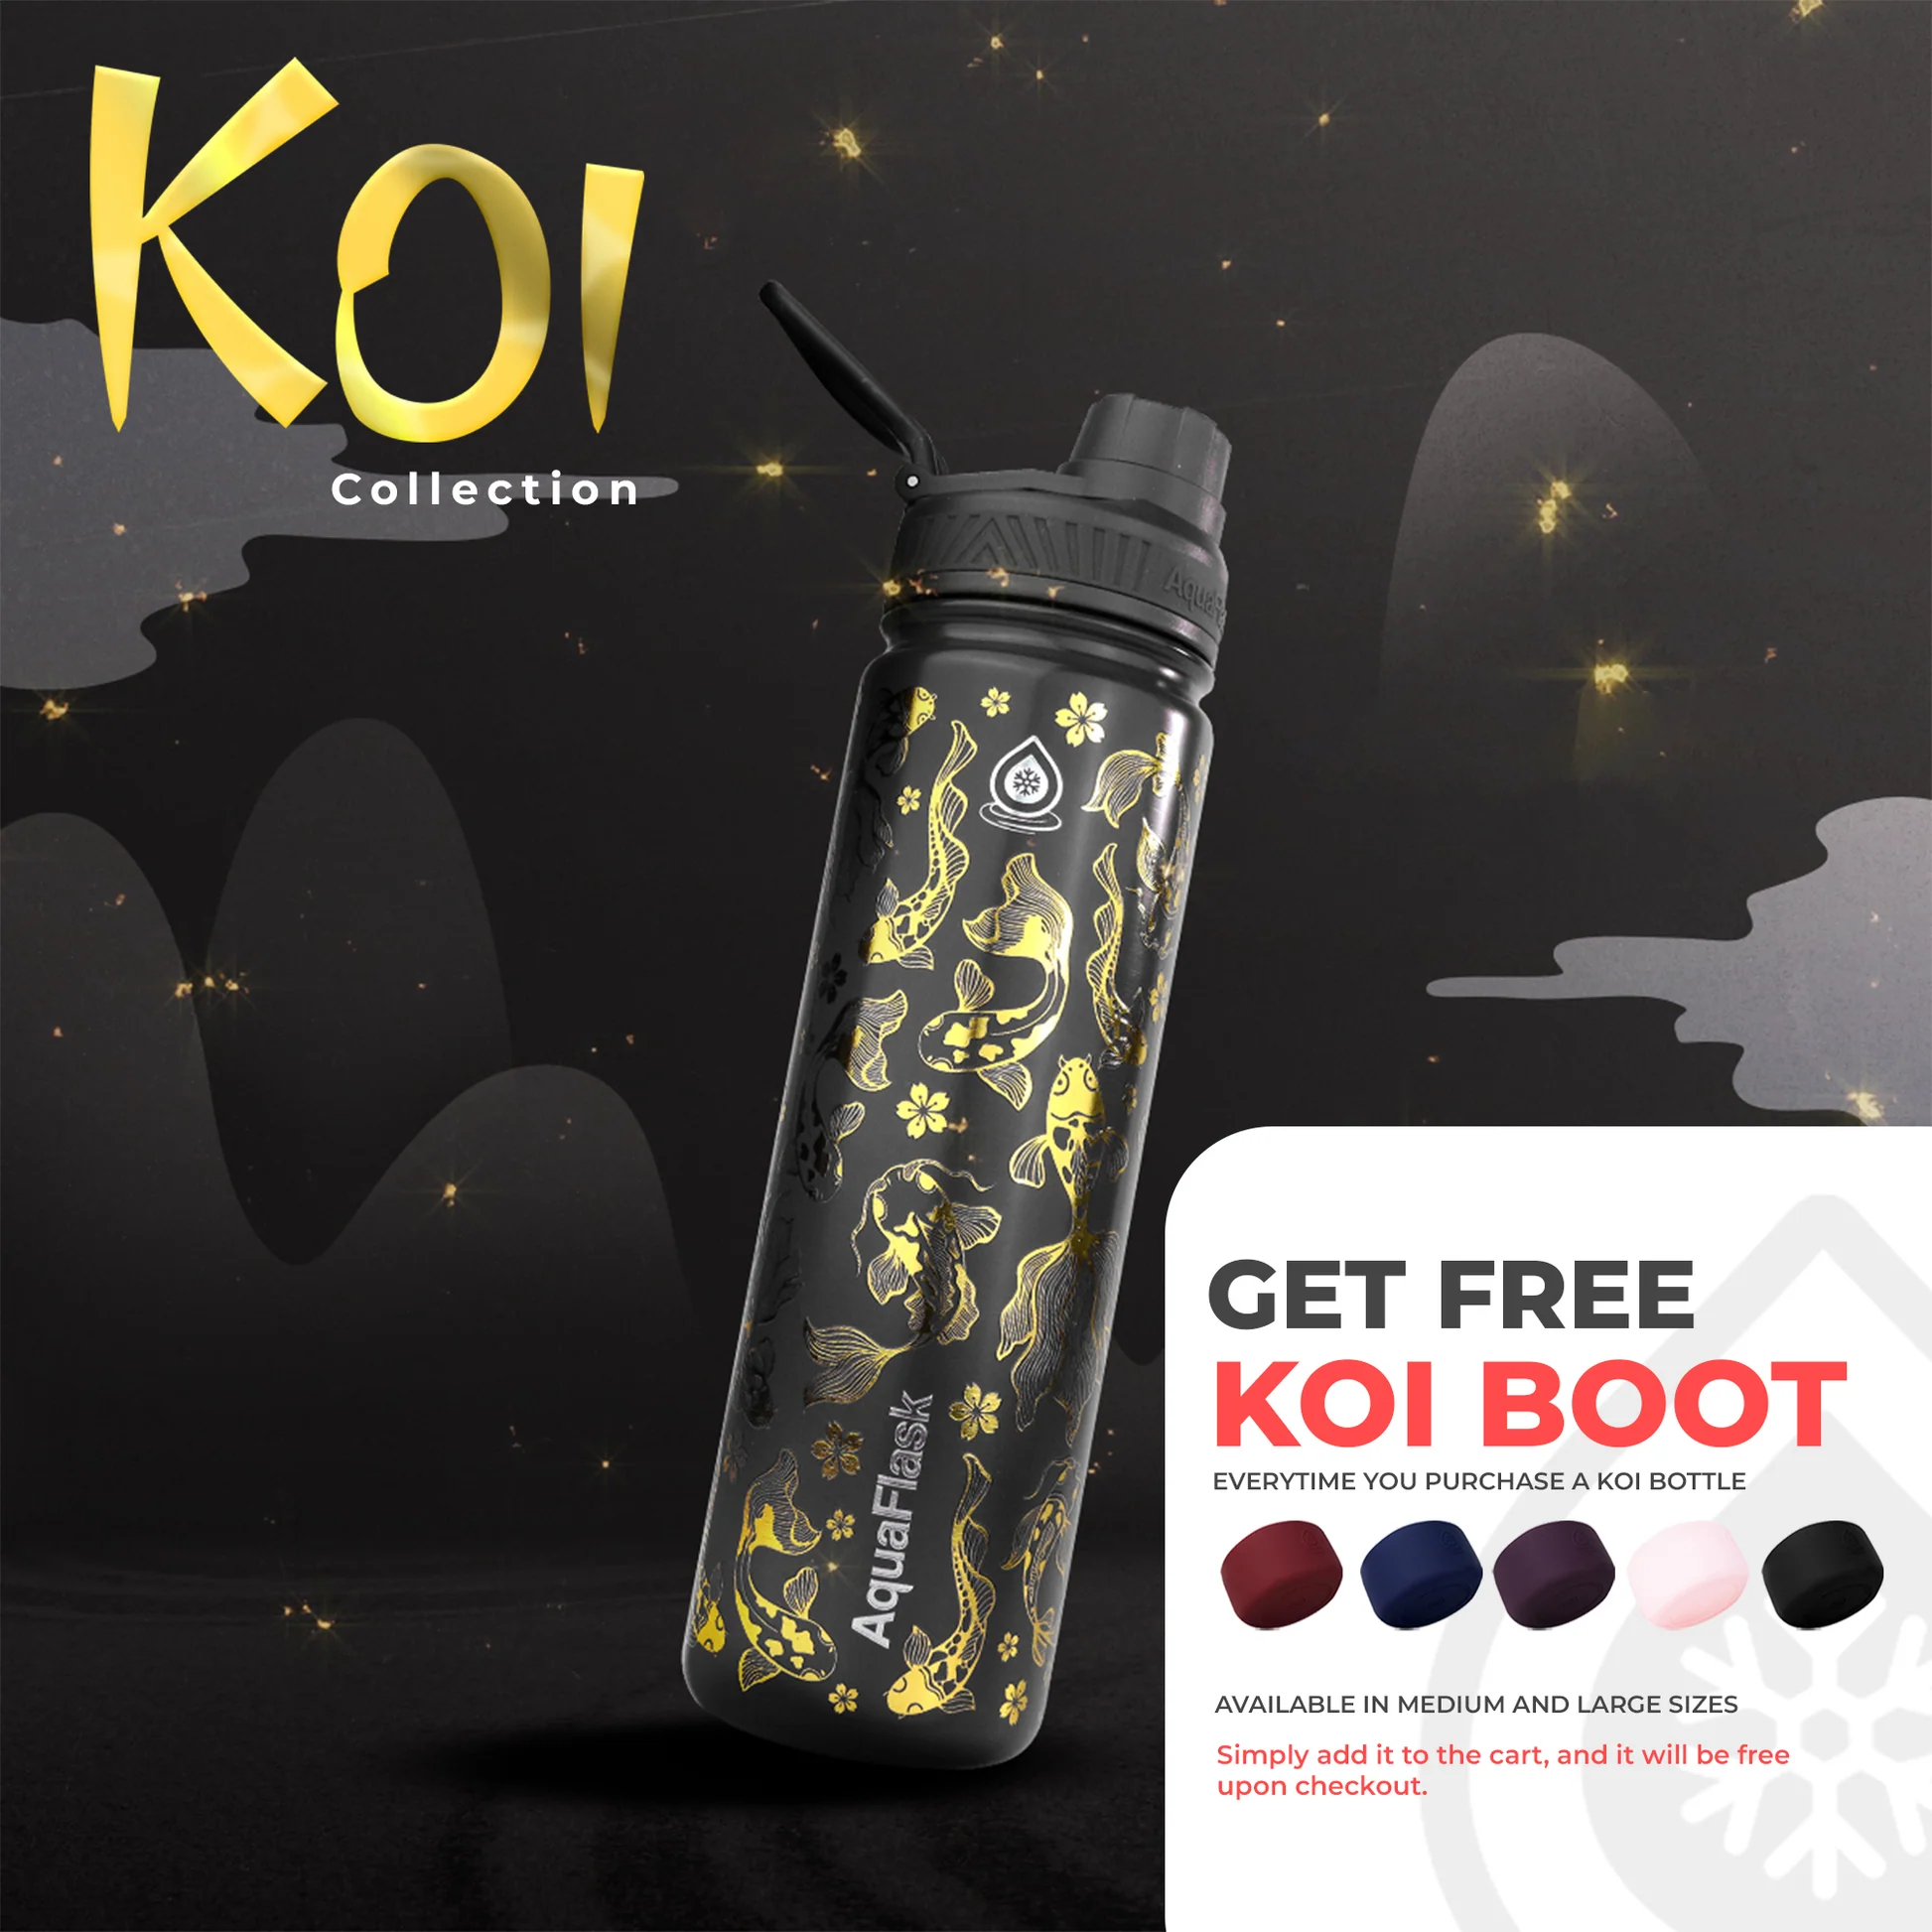 KOI
Collection
AquaFlask
GET FREE
KOI BOOT
EVERYTIME YOU PURCHASE A KOI BOTTLE
AVAILABLE IN MEDIUM AND LARGE SIZES
Simply add it to the cart, and it will be free
upon checkout.